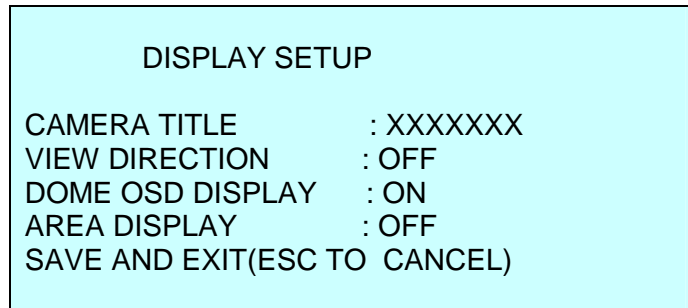 DISPLAY SETUP
CAMERA TITLE : XXXXXXX
VIEW DIRECTION : OFF
DOME OSD DISPLAY : ON
AREA DISPLAY : OFF
SAVE AND EXIT(ESC TO CANCEL)